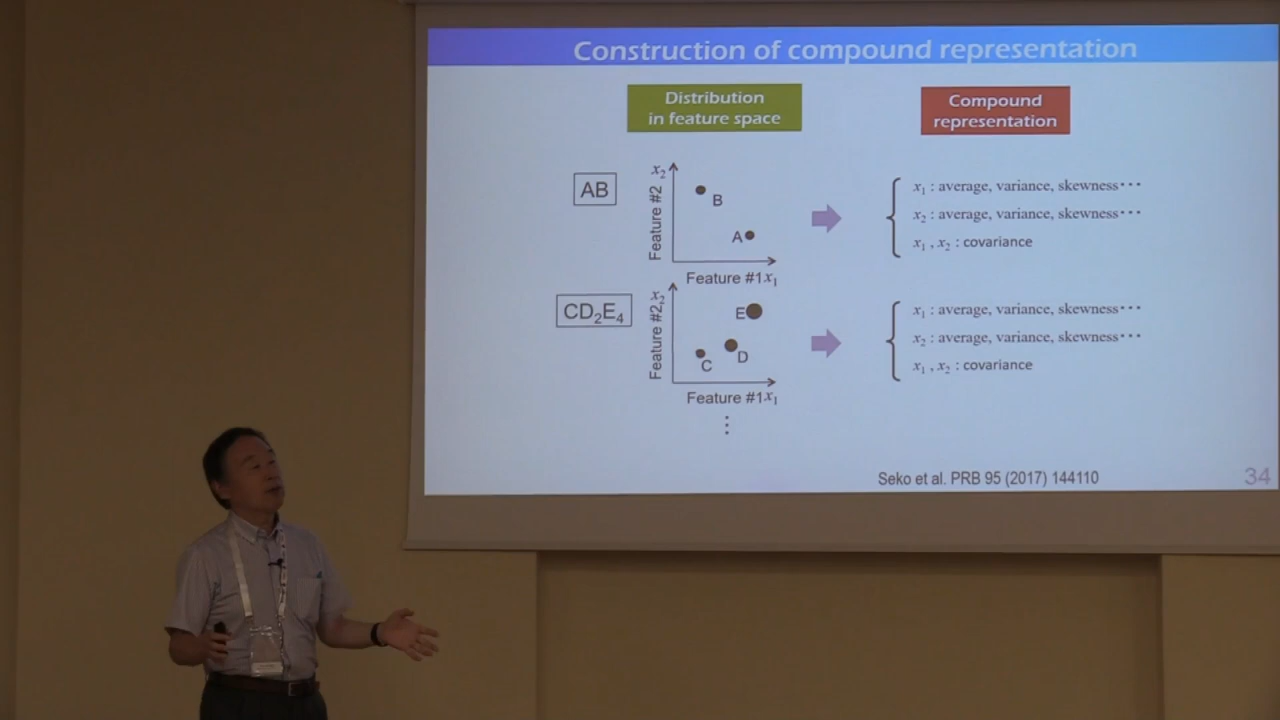 Construction of compound representation
Distribution
in feature space
Compound
representation
AB
x₂
Feature #2
B
A
Feature #1 x₁
x₁ : average, variance, skewness･･･
x₂ : average, variance, skewness･･･
x₁ , x₂ : covariance
CD₂E₄
x₂
Feature #2
E
D
C
Feature #1 x₁
x₁ : average, variance, skewness･･･
x₂ : average, variance, skewness･･･
x₁ , x₂ : covariance
⋮
Seko et al. PRB 95 (2017) 144110
34